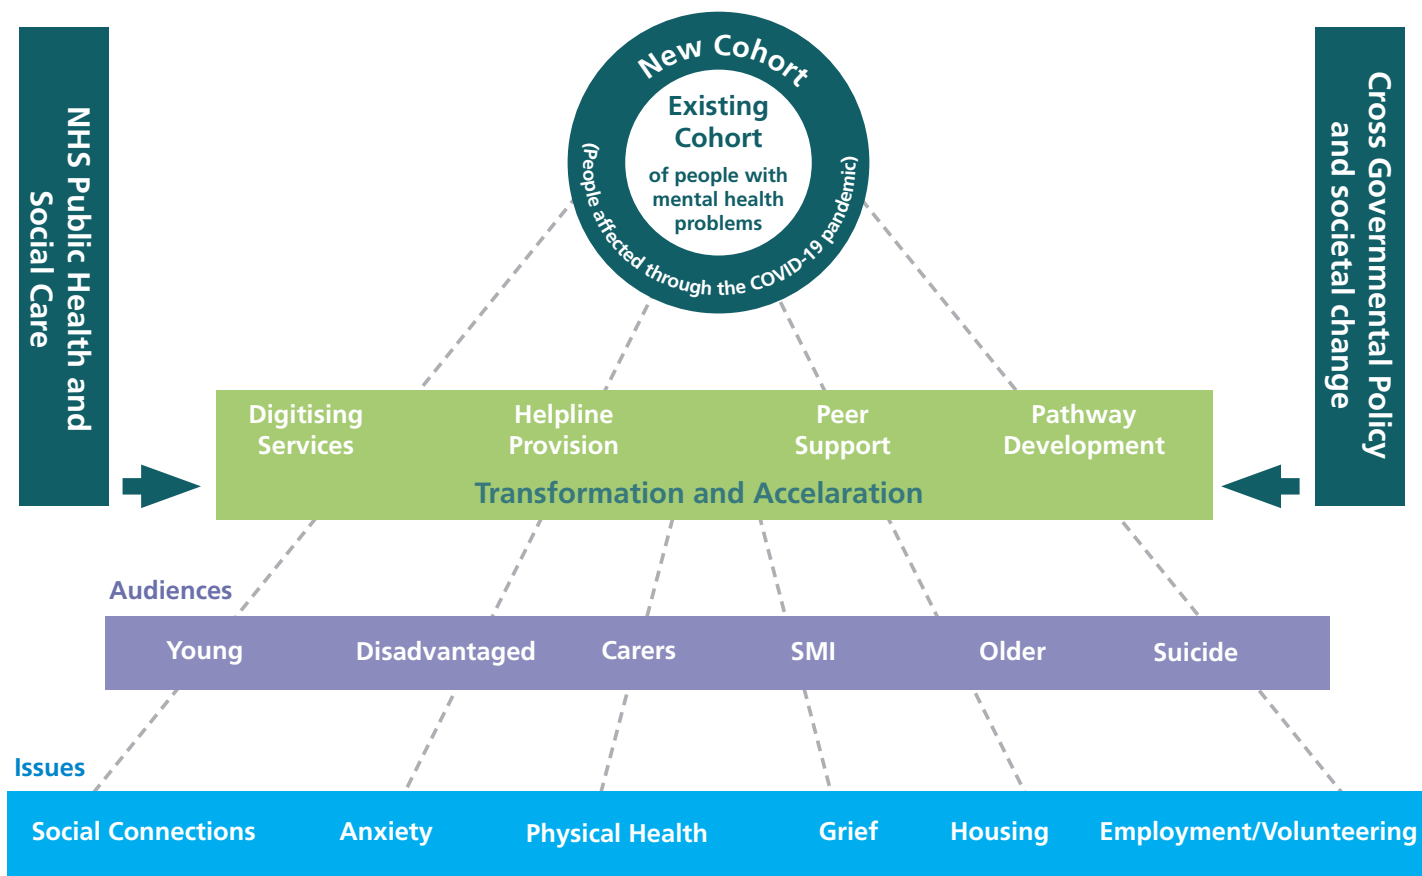 NHS Public Health and
Social Care
New Cohort
Existing
Cohort
of people with
mental health
problems
(People affected through the COVID-19 pandemic)
Cross Governmental Policy
and societal change
Digitising
Services
Helpline
Provision
Peer
Support
Pathway
Development
Transformation and Accelaration
Audiences
Young
Disadvantaged
Carers
SMI
Older
Suicide
Issues
Social Connections
Anxiety
Physical Health
Grief
Housing
Employment/Volunteering